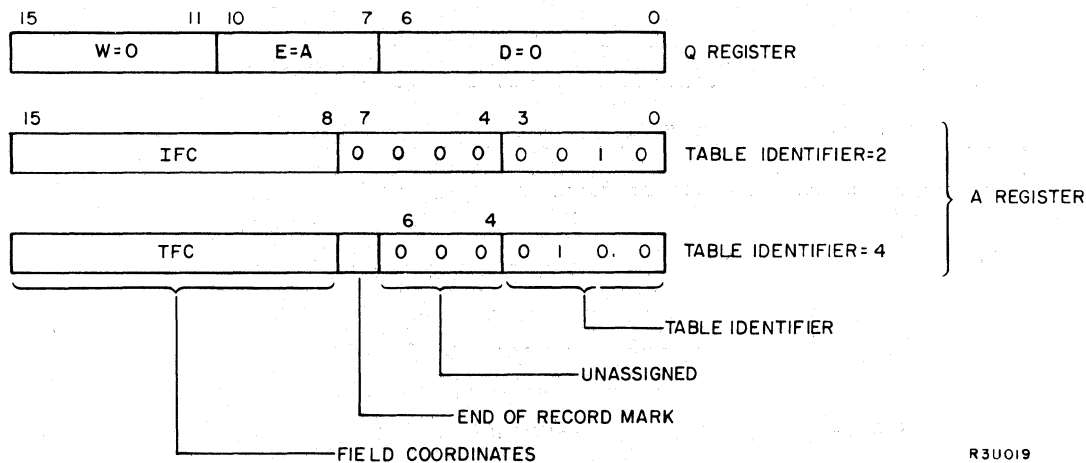 15 11 10 7 6 0
W=0 E=A D=0 Q REGISTER
15 8 7 4 3 0
IFC 0 0 0 0 0 0 1 0 TABLE IDENTIFIER=2
A REGISTER
6 4
TFC 0 0 0 0 1 0. 0 TABLE IDENTIFIER=4
TABLE IDENTIFIER
UNASSIGNED
END OF RECORD MARK
FIELD COORDINATES
R3U019